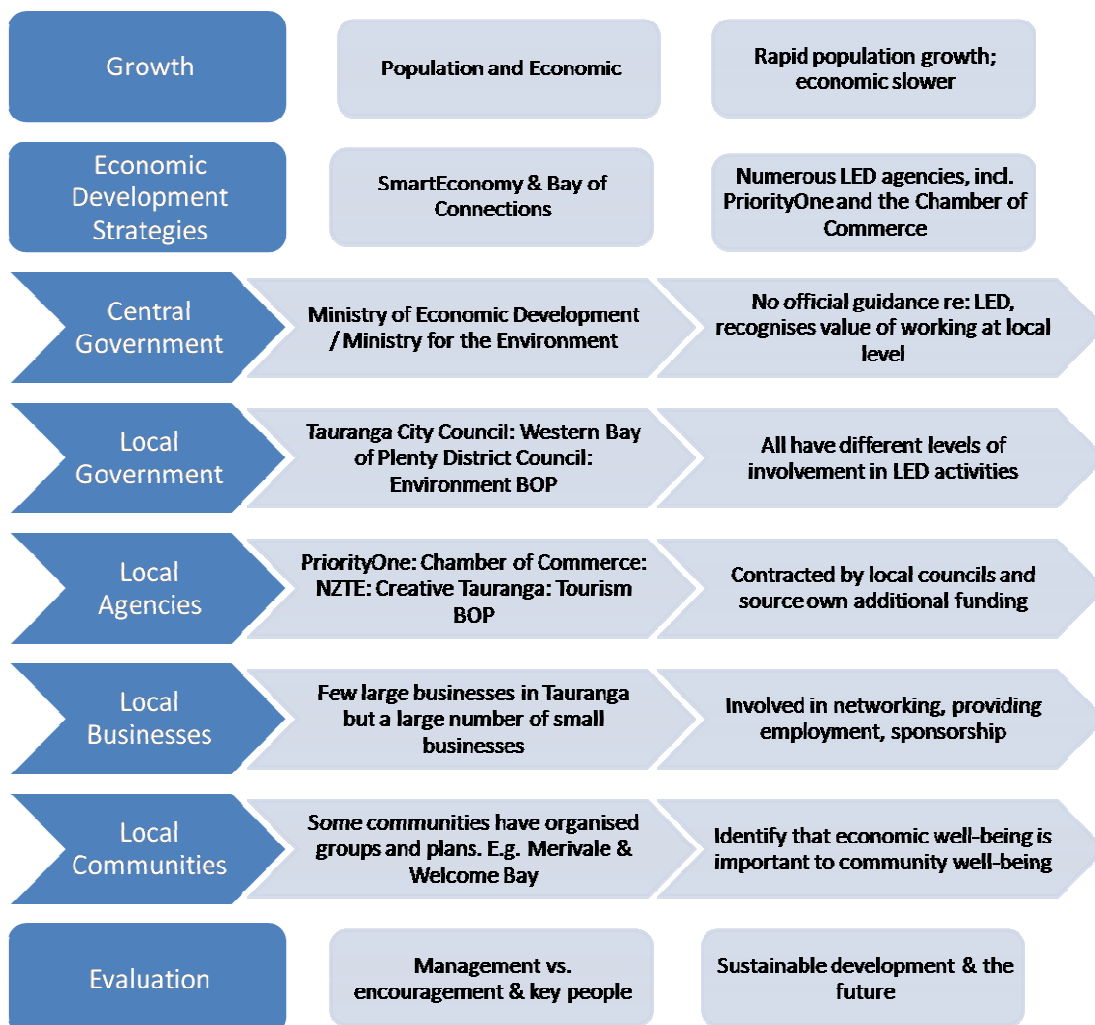 Growth
Population and Economic
Rapid population growth;
economic slower
Economic
Development
Strategies
SmartEconomy & Bay of
Connections
Numerous LED agencies, incl.
PriorityOne and the Chamber of
Commerce
Central
Government
Ministry of Economic Development
/ Ministry for the Environment
No official guidance re: LED,
recognises value of working at local
level
Local
Government
Tauranga City Council: Western Bay
of Plenty District Council:
Environment BOP
All have different levels of
involvement in LED activities
Local
Agencies
PriorityOne: Chamber of Commerce:
NZTE: Creative Tauranga: Tourism
BOP
Contracted by local councils and
source own additional funding
Local
Businesses
Few large businesses in Tauranga
but a large number of small
businesses
Involved in networking, providing
employment, sponsorship
Local
Communities
Some communities have organised
groups and plans. E.g. Merivale &
Welcome Bay
Identify that economic well-being is
important to community well-being
Evaluation
Management vs.
encouragement & key people
Sustainable development & the
future